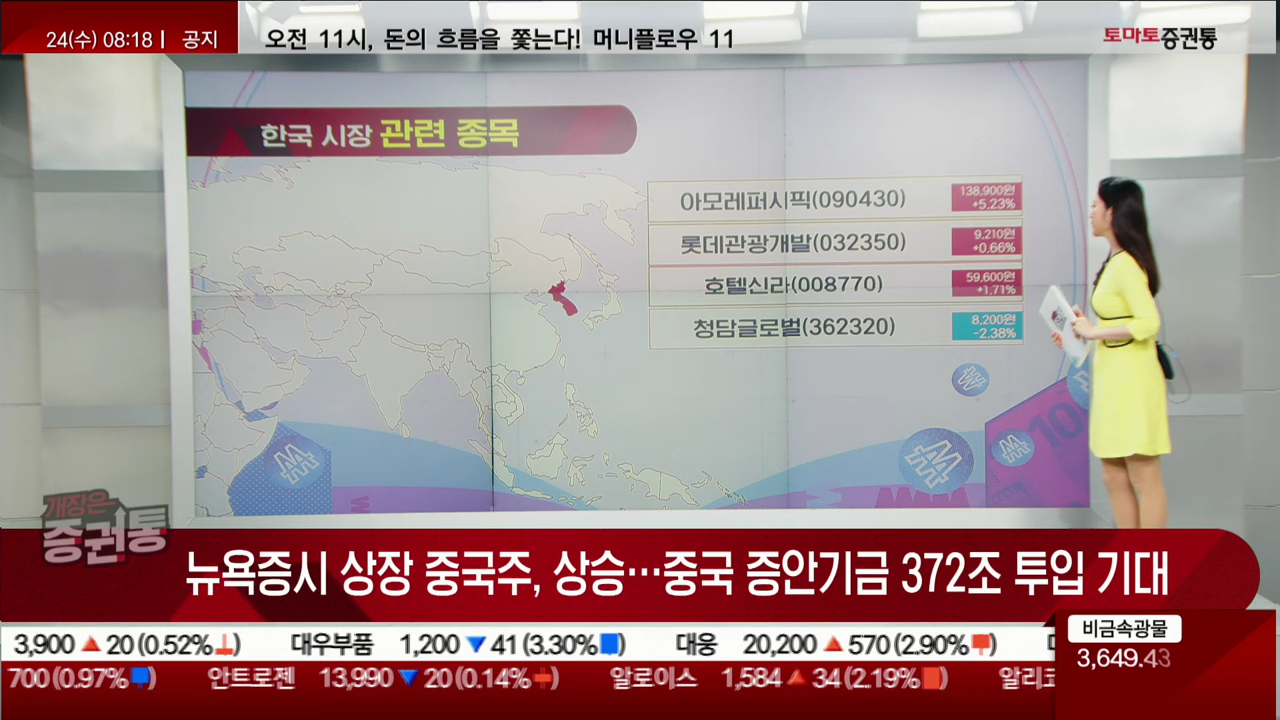 24(수) 08:18 | 공지
오전 11시, 돈의 흐름을 쫓는다! 머니플로우 11
토마토증권통
한국 시장 관련 종목
아모레퍼시픽(090430) 138,900원 +5.23%
롯데관광개발(032350) 9,210원 +0.66%
호텔신라(008770) 59,600원 +1.71%
청담글로벌(362320) 8,200원 -2.38%
10
개장은
증권통
뉴욕증시 상장 중국주, 상승…중국 증안기금 372조 투입 기대
3,900 ▲ 20 (0.52%) 대우부품 1,200 ▼ 41 (3.30%) 대웅 20,200 ▲ 570 (2.90%)
700 (0.97%) 안트로젠 13,990 ▼ 20 (0.14%) 알로이스 1,584 ▲ 34 (2.19%) 알리코
비금속광물
3,649.43